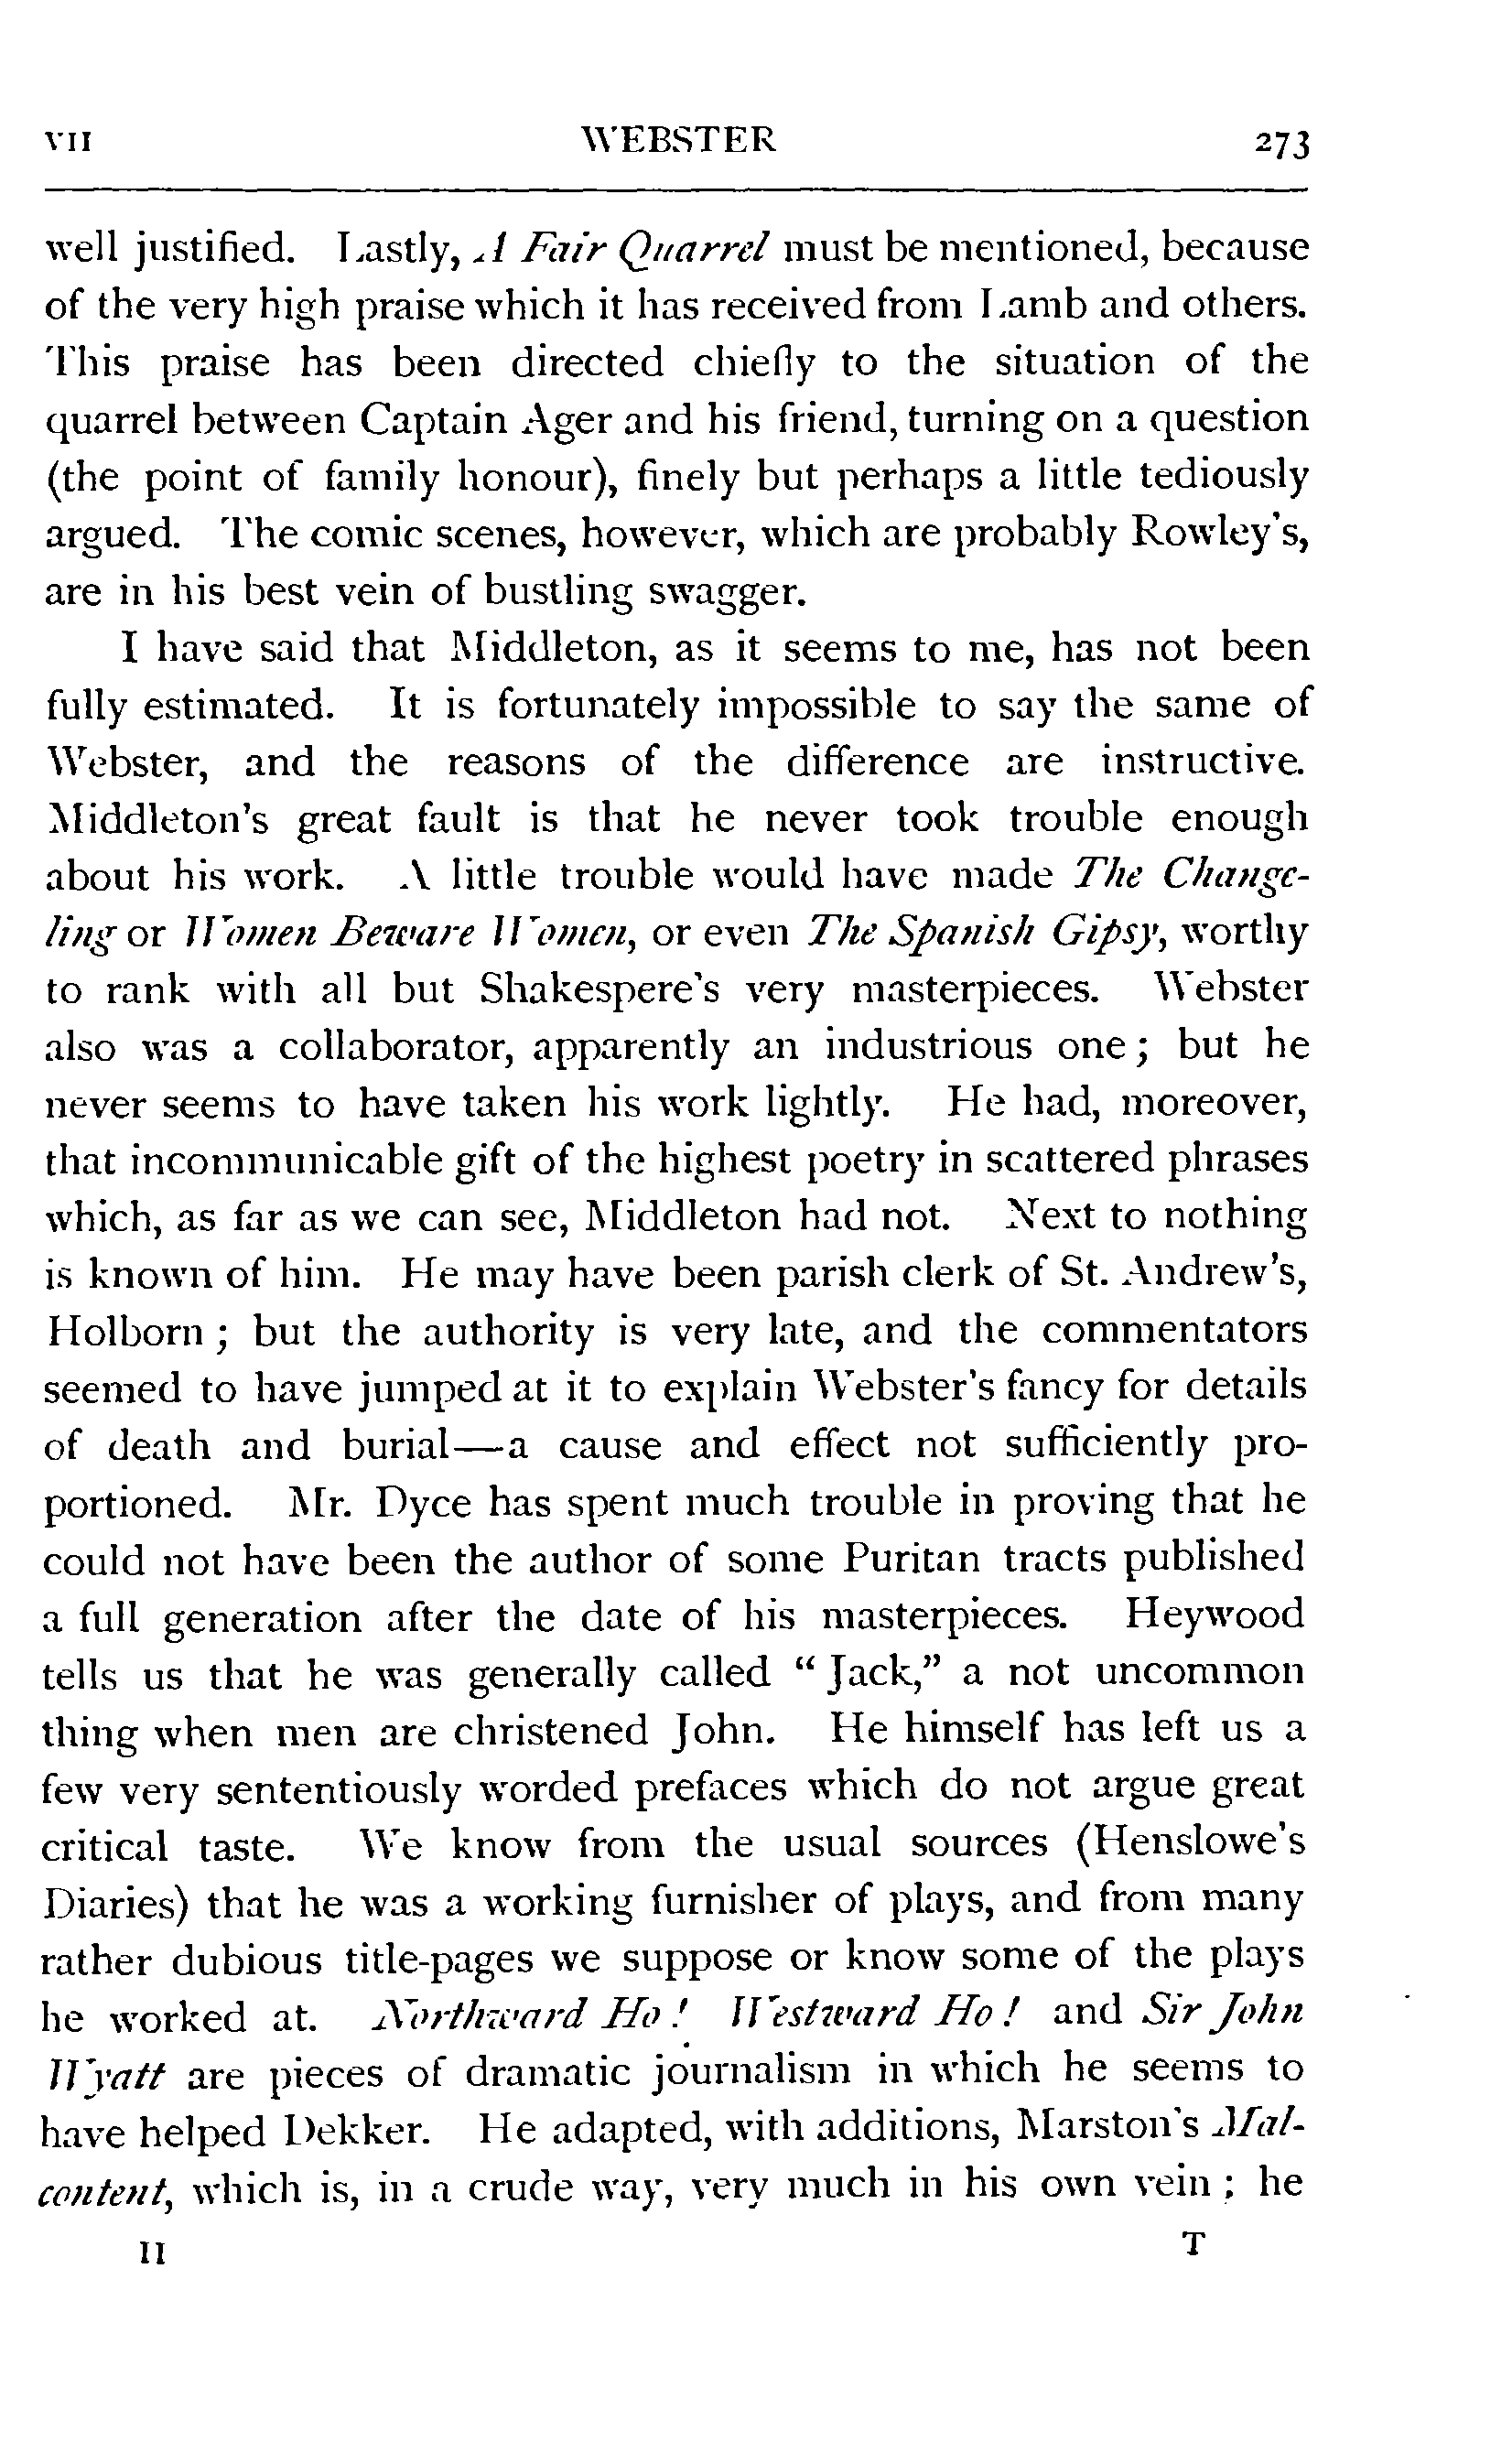 VII WEBSTER 273
well justified. Lastly, A Fair Quarrel must be mentioned, because
of the very high praise which it has received from Lamb and others.
This praise has been directed chiefly to the situation of the
quarrel between Captain Ager and his friend, turning on a question
(the point of family honour), finely but perhaps a little tediously
argued. The comic scenes, however, which are probably Rowley's,
are in his best vein of bustling swagger.
I have said that Middleton, as it seems to me, has not been
fully estimated. It is fortunately impossible to say the same of
Webster, and the reasons of the difference are instructive.
Middleton's great fault is that he never took trouble enough
about his work. A little trouble would have made The Change-
ling or Women Beware Women, or even The Spanish Gipsy, worthy
to rank with all but Shakespere's very masterpieces. Webster
also was a collaborator, apparently an industrious one; but he
never seems to have taken his work lightly. He had, moreover,
that incommunicable gift of the highest poetry in scattered phrases
which, as far as we can see, Middleton had not. Next to nothing
is known of him. He may have been parish clerk of St. Andrew's,
Holborn; but the authority is very late, and the commentators
seemed to have jumped at it to explain Webster's fancy for details
of death and burial—a cause and effect not sufficiently pro-
portioned. Mr. Dyce has spent much trouble in proving that he
could not have been the author of some Puritan tracts published
a full generation after the date of his masterpieces. Heywood
tells us that he was generally called "Jack," a not uncommon
thing when men are christened John. He himself has left us a
few very sententiously worded prefaces which do not argue great
critical taste. We know from the usual sources (Henslowe's
Diaries) that he was a working furnisher of plays, and from many
rather dubious title-pages we suppose or know some of the plays
he worked at. Northward Ho! Westward Ho! and Sir John
Wyatt are pieces of dramatic journalism in which he seems to
have helped Dekker. He adapted, with additions, Marston's Mal-
content, which is, in a crude way, very much in his own vein; he
II T